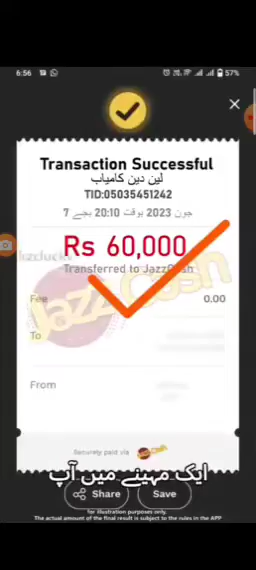 6:56
57%
Transaction Successful
لین دین کامیاب
TID:05035451242
جون 2023 بوقت 20:10 بجے 7
Rs 60,000
Transferred to JazzCash
Fee 0.00
To
From
Securely paid via JazzCash
ایک مہینے میں آپ
Share Save
for illustration purposes only.
The actual amount of the final result is subject to the rules in the APP